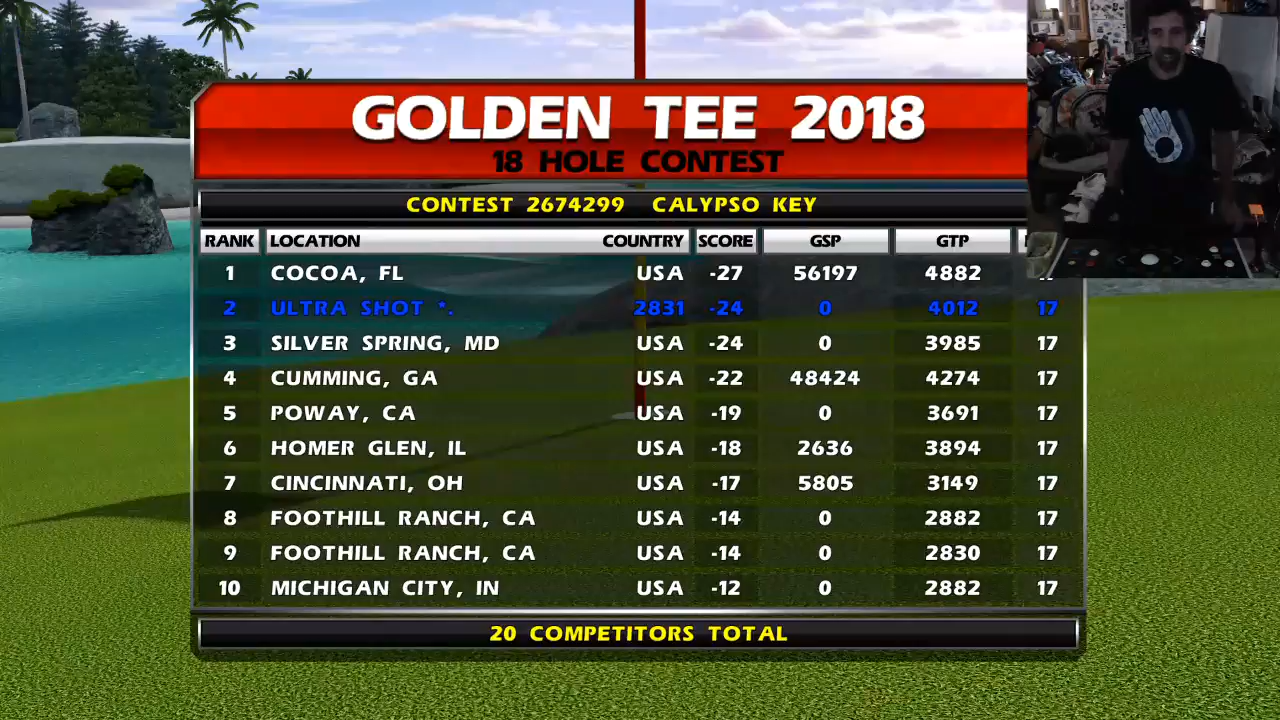 GOLDEN TEE 2018
18 HOLE CONTEST
CONTEST 2674299 CALYPSO KEY
RANK LOCATION COUNTRY SCORE GSP GTP
1 COCOA, FL USA -27 56197 4882
2 ULTRA SHOT *. 2831 -24 0 4012 17
3 SILVER SPRING, MD USA -24 0 3985 17
4 CUMMING, GA USA -22 48424 4274 17
5 POWAY, CA USA -19 0 3691 17
6 HOMER GLEN, IL USA -18 2636 3894 17
7 CINCINNATI, OH USA -17 5805 3149 17
8 FOOTHILL RANCH, CA USA -14 0 2882 17
9 FOOTHILL RANCH, CA USA -14 0 2830 17
10 MICHIGAN CITY, IN USA -12 0 2882 17
20 COMPETITORS TOTAL